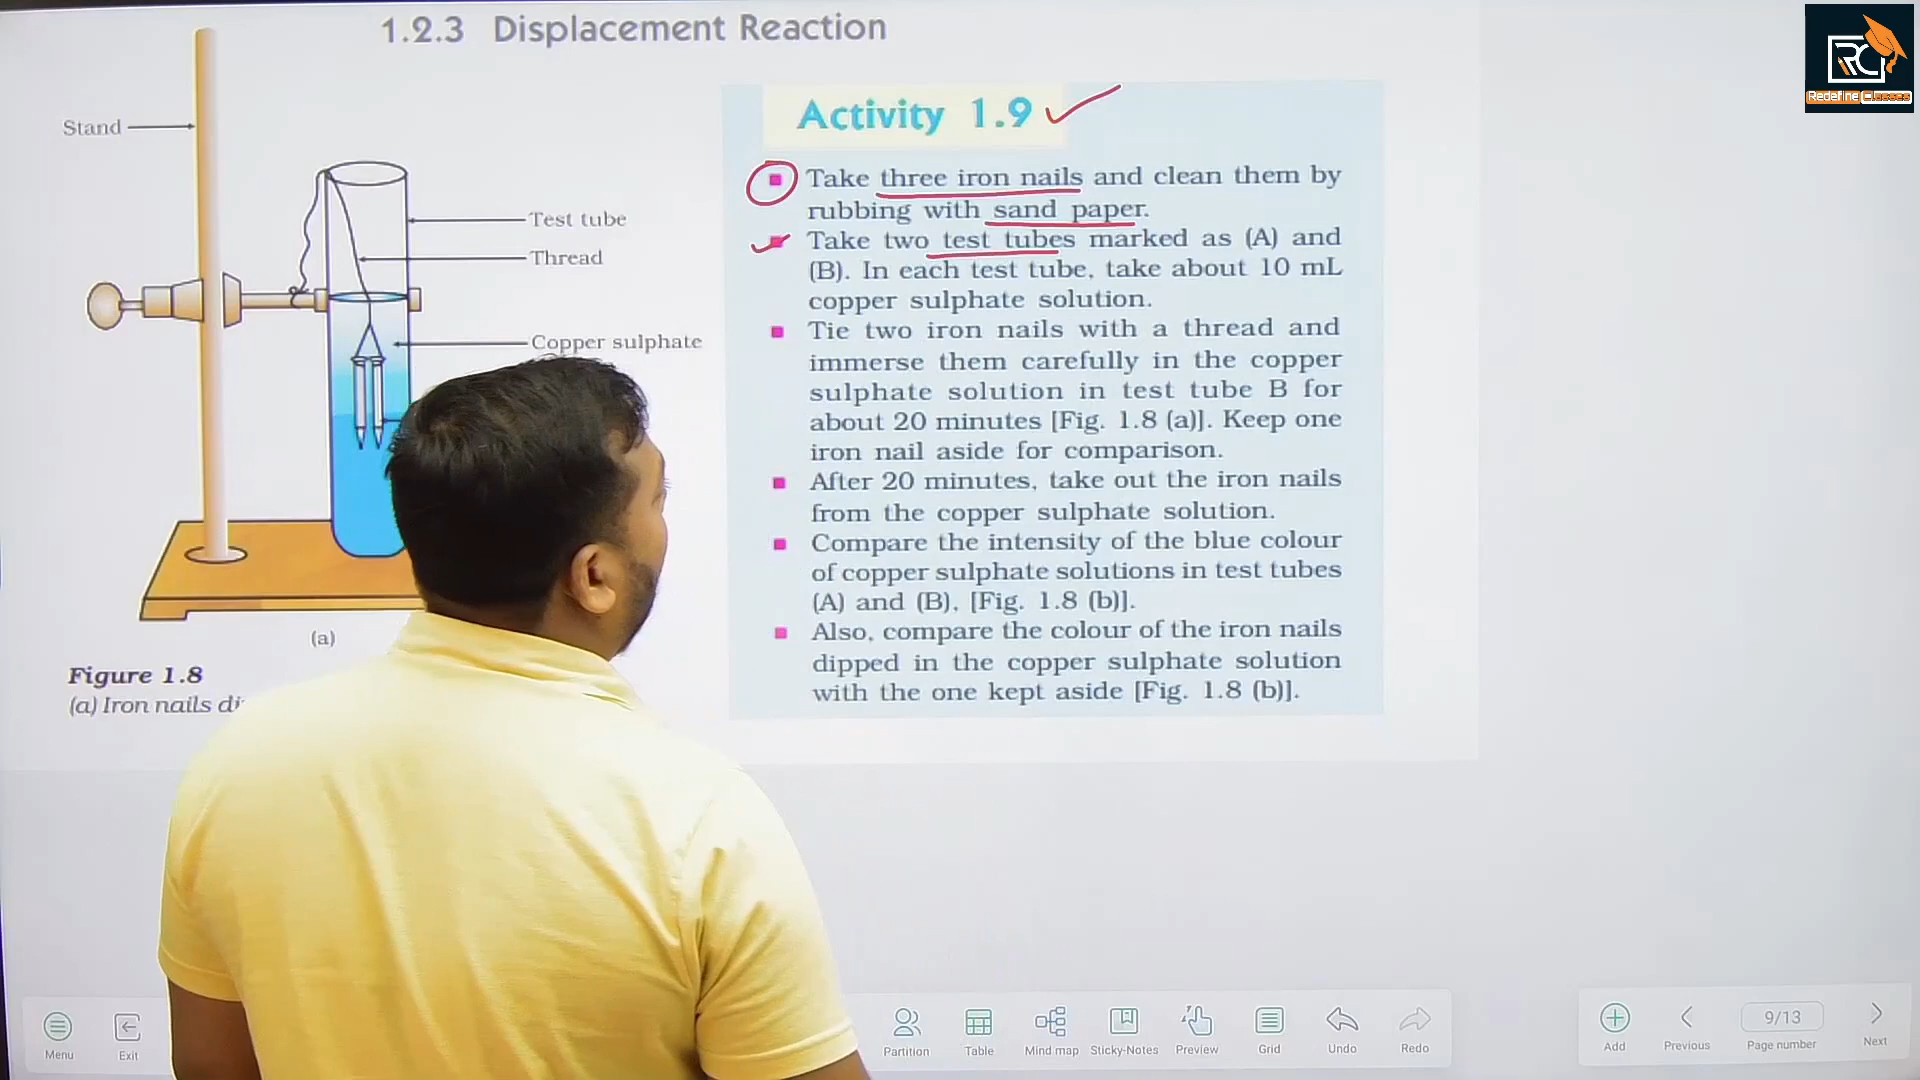 1.2.3 Displacement Reaction
RC
Redefine Classes
Stand
Test tube
Thread
Copper sulphate
(a)
Figure 1.8
(a) Iron nails di
Activity 1.9
Take three iron nails and clean them by
rubbing with sand paper.
Take two test tubes marked as (A) and
(B). In each test tube, take about 10 mL
copper sulphate solution.
Tie two iron nails with a thread and
immerse them carefully in the copper
sulphate solution in test tube B for
about 20 minutes [Fig. 1.8 (a)]. Keep one
iron nail aside for comparison.
After 20 minutes, take out the iron nails
from the copper sulphate solution.
Compare the intensity of the blue colour
of copper sulphate solutions in test tubes
(A) and (B), [Fig. 1.8 (b)].
Also, compare the colour of the iron nails
dipped in the copper sulphate solution
with the one kept aside [Fig. 1.8 (b)].
Menu
Exit
Partition
Table
Mind map
Sticky-Notes
Preview
Grid
Undo
Redo
Add
Previous
9/13
Page number
Next